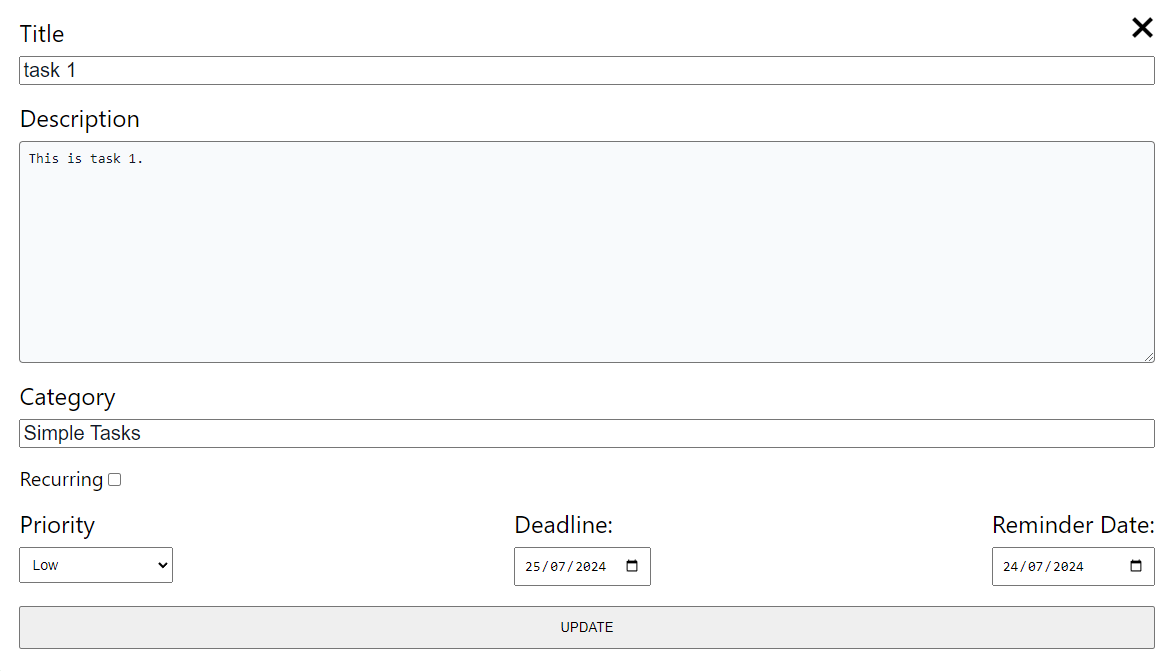 Title
task 1
Description
This is task 1.
Category
Simple Tasks
Recurring
Priority Deadline: Reminder Date:
Low 25/07/2024 24/07/2024
UPDATE